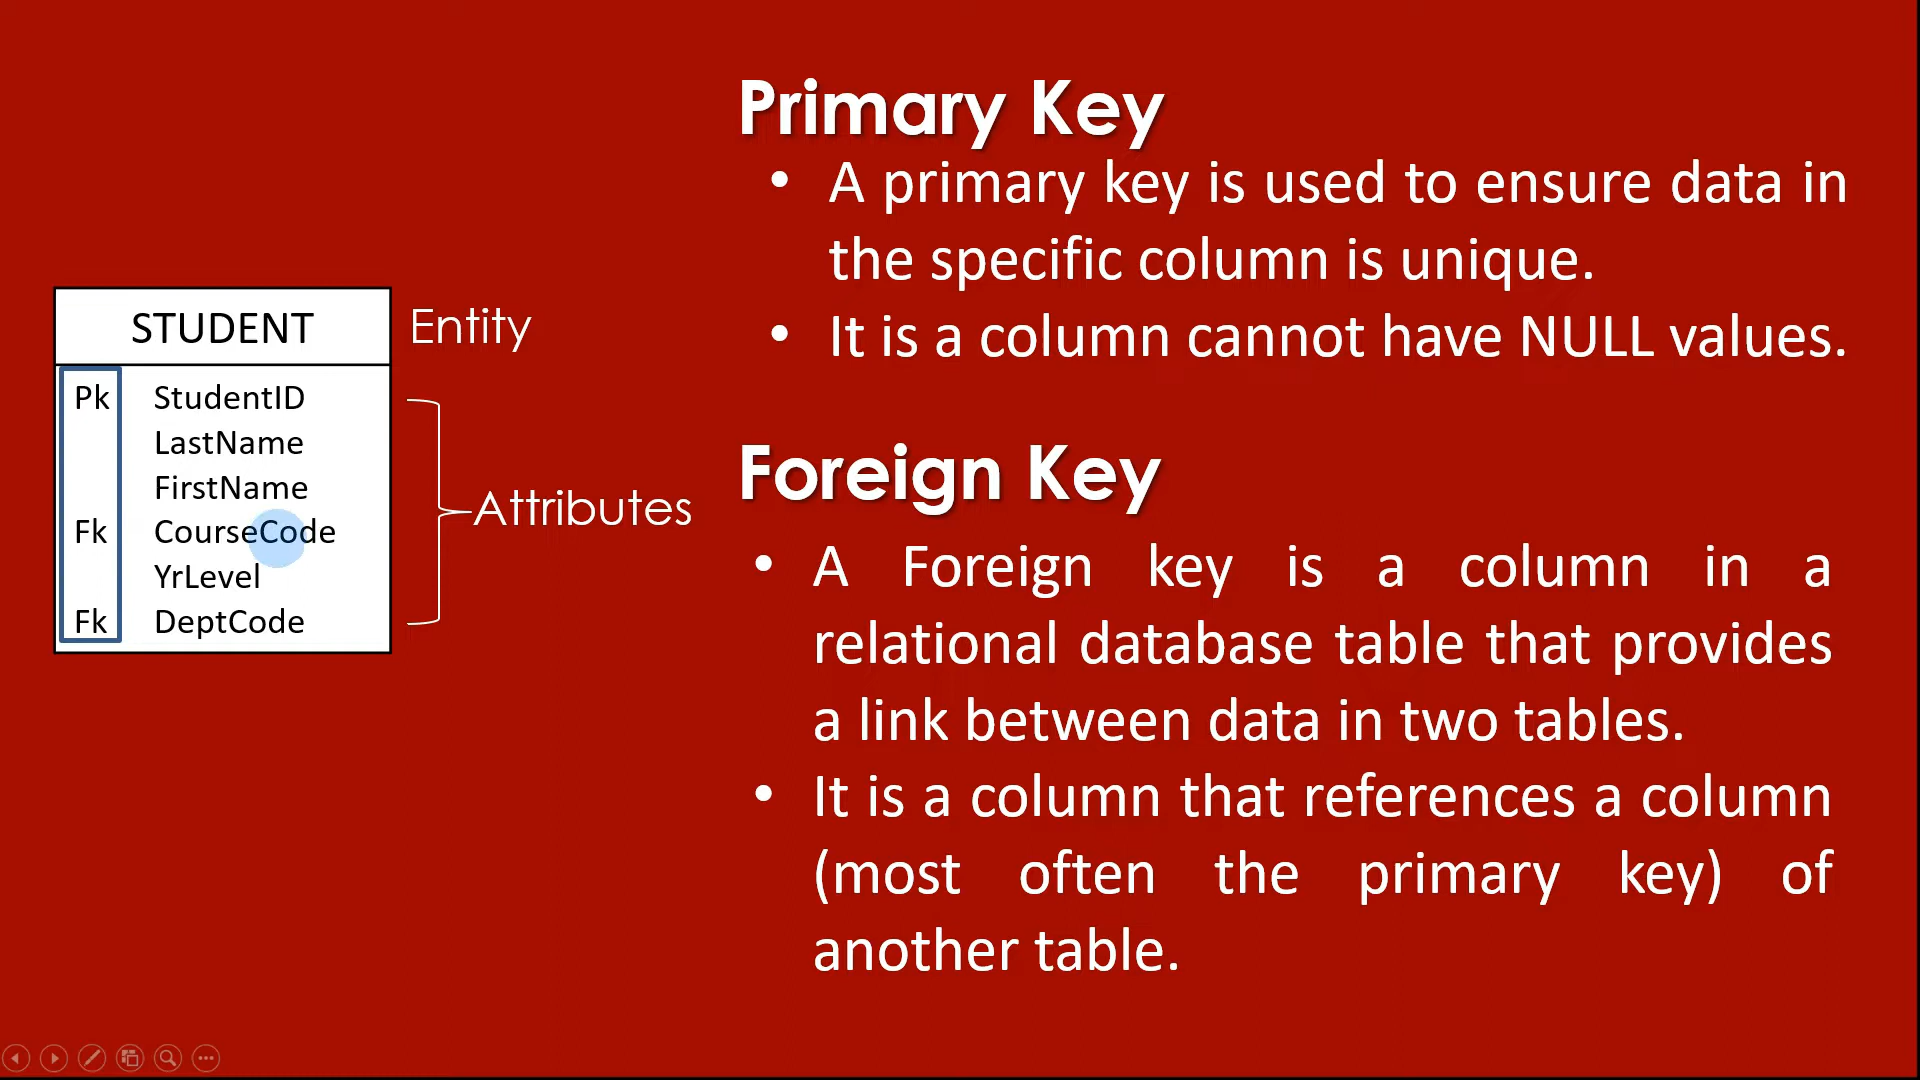 STUDENT
Entity
Pk StudentID
LastName
FirstName
Fk CourseCode
YrLevel
Fk DeptCode
Attributes
Primary Key
• A primary key is used to ensure data in
the specific column is unique.
• It is a column cannot have NULL values.
Foreign Key
• A Foreign key is a column in a
relational database table that provides
a link between data in two tables.
• It is a column that references a column
(most often the primary key) of
another table.